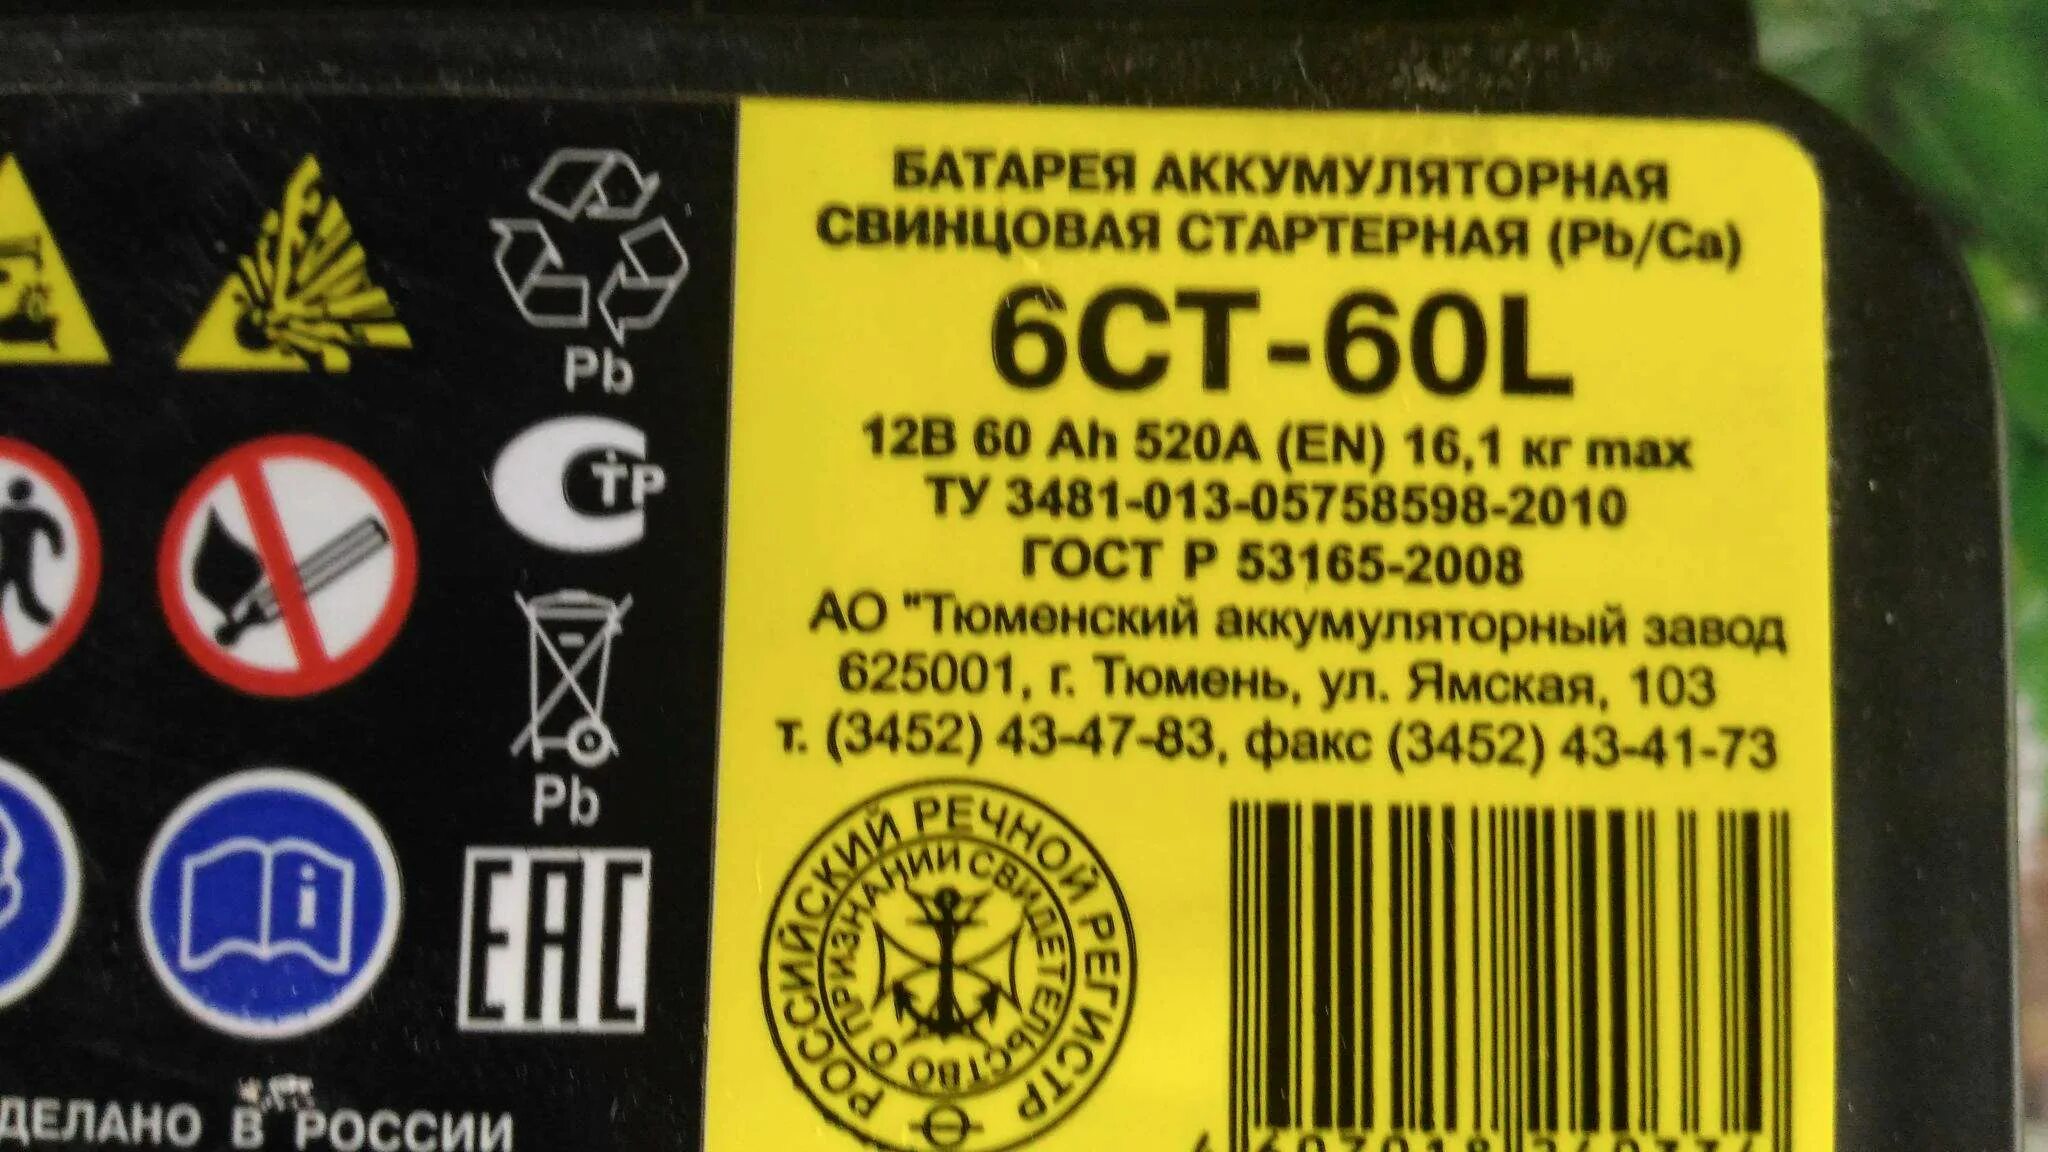 БАТАРЕЯ АККУМУЛЯТОРНАЯ
СВИНЦОВАЯ СТАРТЕРНАЯ (Pb/Ca)
6СТ-60L
12В 60 Ah 520A (EN) 16,1 кг max
ТУ 3481-013-05758598-2010
ГОСТ Р 53165-2008
АО "Тюменский аккумуляторный завод
625001, г. Тюмень, ул. Ямская, 103
т. (3452) 43-47-83, факс (3452) 43-41-73
РОССИЙСКИЙ РЕЧНОЙ РЕГИСТР
СВИДЕТЕЛЬСТВО О ПРИЗНАНИИ
Pb
СТР
Pb
EAC
ДЕЛАНО В РОССИИ